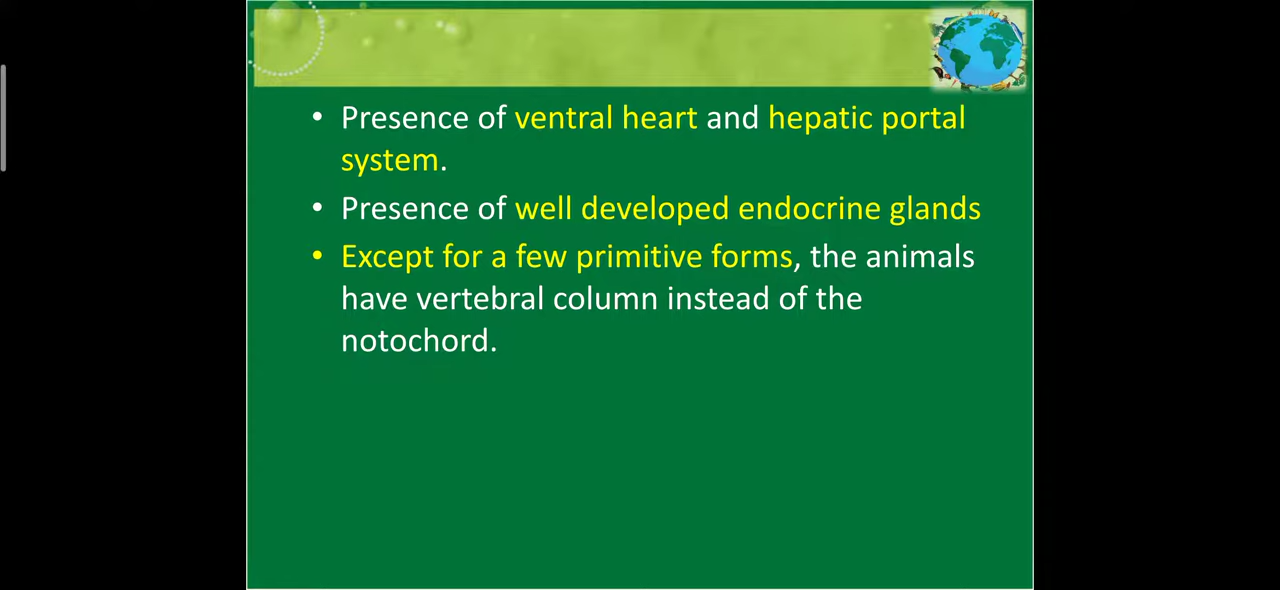 • Presence of ventral heart and hepatic portal
system.
• Presence of well developed endocrine glands
• Except for a few primitive forms, the animals
have vertebral column instead of the
notochord.